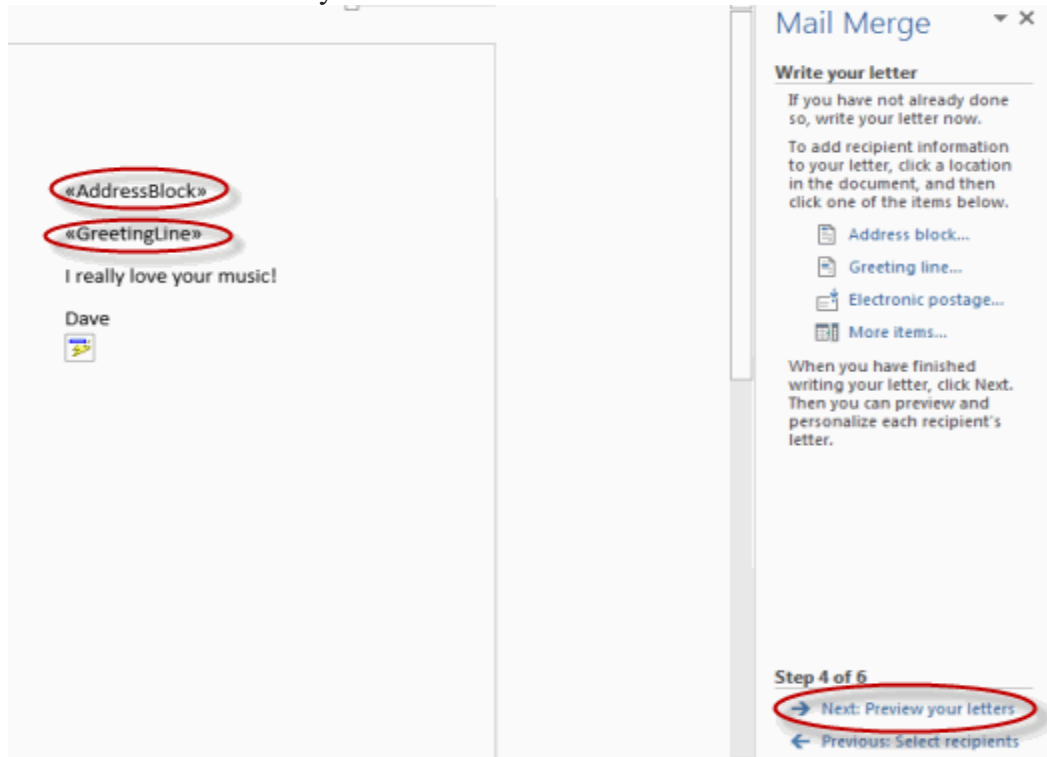 Mail Merge
Write your letter
If you have not already done
so, write your letter now.
To add recipient information
to your letter, click a location
in the document, and then
click one of the items below.
Address block...
Greeting line...
Electronic postage...
More items...
When you have finished
writing your letter, click Next.
Then you can preview and
personalize each recipient's
letter.
Step 4 of 6
Next: Preview your letters
Previous: Select recipients
«AddressBlock»
«GreetingLine»
I really love your music!
Dave